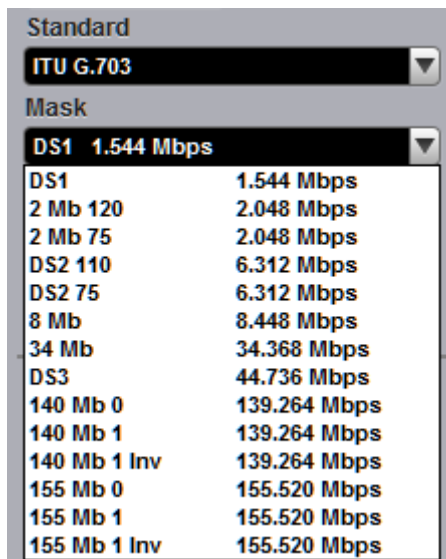 Standard
ITU G.703
Mask
DS1 1.544 Mbps
DS1 1.544 Mbps
2 Mb 120 2.048 Mbps
2 Mb 75 2.048 Mbps
DS2 110 6.312 Mbps
DS2 75 6.312 Mbps
8 Mb 8.448 Mbps
34 Mb 34.368 Mbps
DS3 44.736 Mbps
140 Mb 0 139.264 Mbps
140 Mb 1 139.264 Mbps
140 Mb 1 Inv 139.264 Mbps
155 Mb 0 155.520 Mbps
155 Mb 1 155.520 Mbps
155 Mb 1 Inv 155.520 Mbps